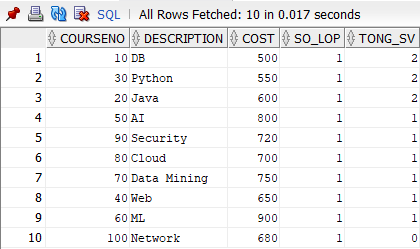 SQL | All Rows Fetched: 10 in 0.017 seconds
COURSENO DESCRIPTION COST SO_LOP TONG_SV
1 10 DB 500 1 2
2 30 Python 550 1 2
3 20 Java 600 1 2
4 50 AI 800 1 1
5 90 Security 720 1 1
6 80 Cloud 700 1 1
7 70 Data Mining 750 1 1
8 40 Web 650 1 1
9 60 ML 900 1 1
10 100 Network 680 1 0